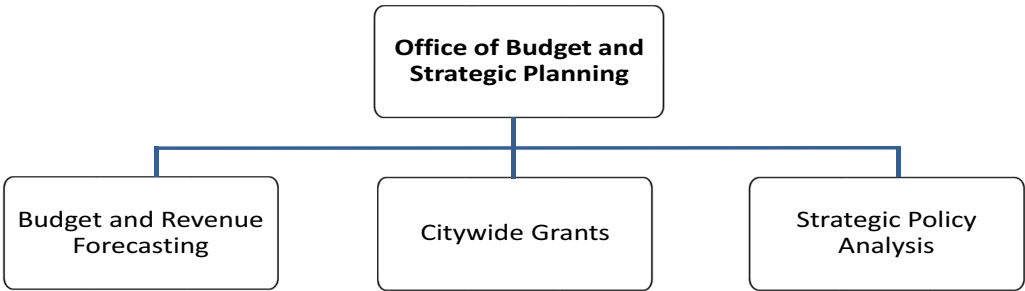 Office of Budget and
Strategic Planning
Budget and Revenue
Forecasting
Citywide Grants
Strategic Policy
Analysis